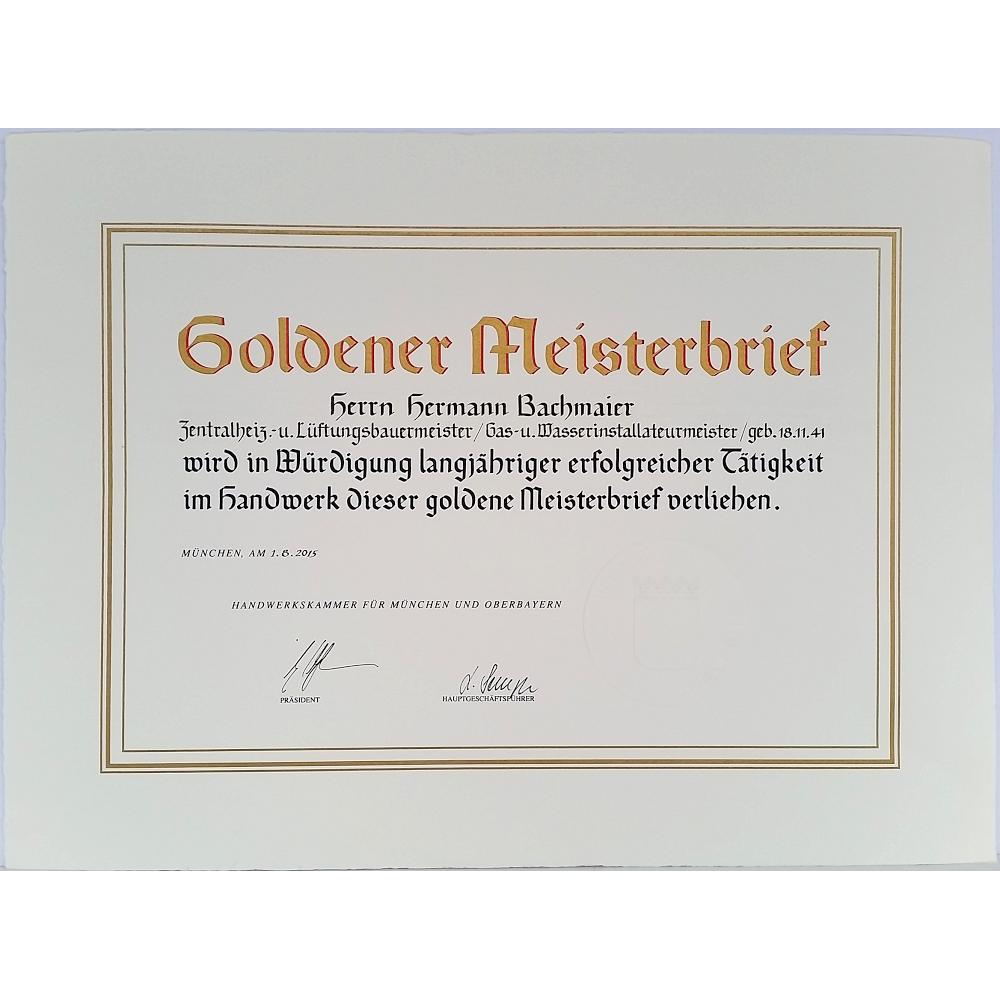 Goldener Meisterbrief
Herrn Hermann Bachmaier
Zentralheiz.-u. Lüftungsbauermeister / Gas-u. Wasserinstallateurmeister / geb. 18.11.41
wird in Würdigung langjähriger erfolgreicher Tätigkeit
im Handwerk dieser goldene Meisterbrief verliehen.
MÜNCHEN, AM 1.8.2015
HANDWERKSKAMMER FÜR MÜNCHEN UND OBERBAYERN
PRÄSIDENT
HAUPTGESCHÄFTSFÜHRER